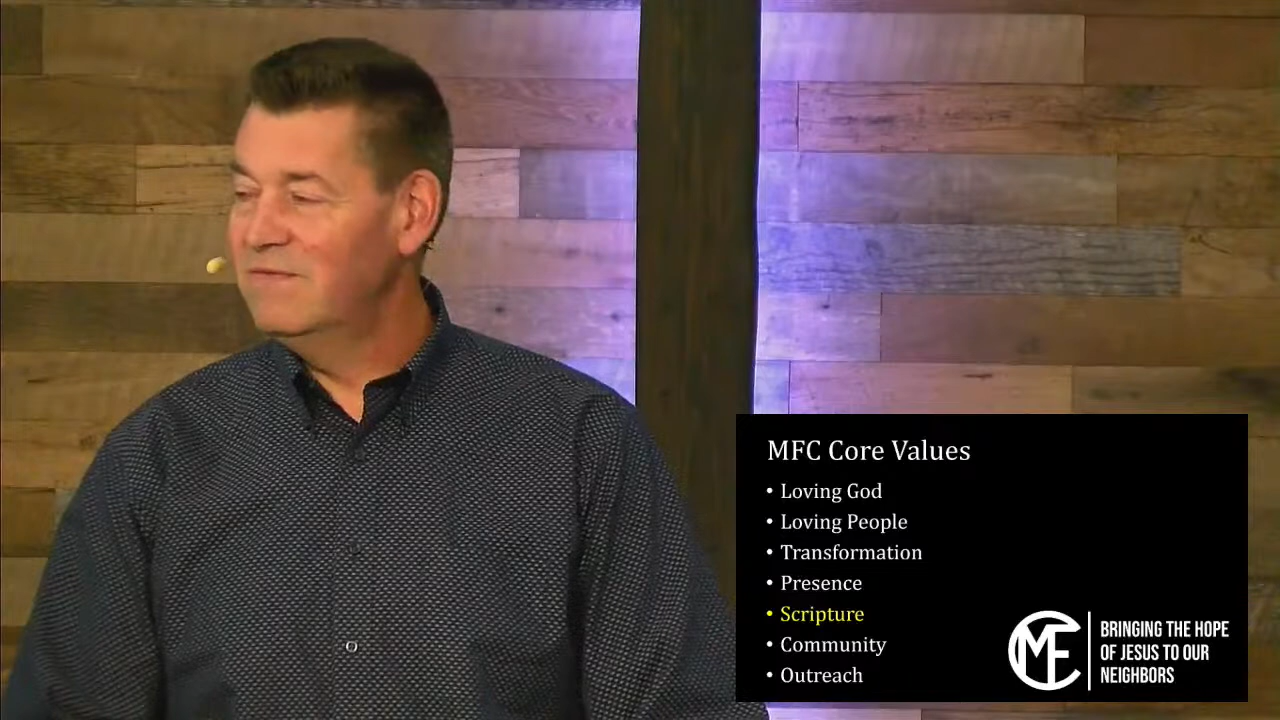 MFC Core Values
• Loving God
• Loving People
• Transformation
• Presence
• Scripture
• Community
• Outreach
MFC
BRINGING THE HOPE
OF JESUS TO OUR
NEIGHBORS